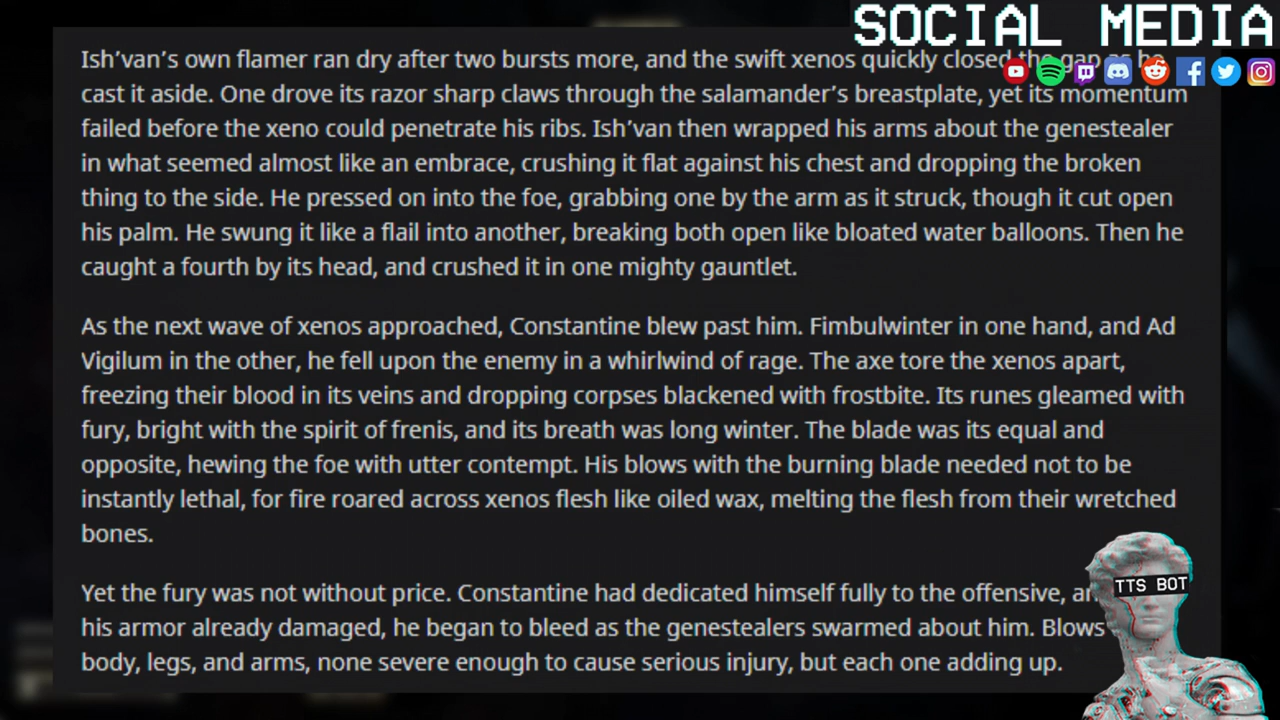 SOCIAL MEDIA
Ish’van’s own flamer ran dry after two bursts more, and the swift xenos quickly closed the gap as he
cast it aside. One drove its razor sharp claws through the salamander’s breastplate, yet its momentum
failed before the xeno could penetrate his ribs. Ish’van then wrapped his arms about the genestealer
in what seemed almost like an embrace, crushing it flat against his chest and dropping the broken
thing to the side. He pressed on into the foe, grabbing one by the arm as it struck, though it cut open
his palm. He swung it like a flail into another, breaking both open like bloated water balloons. Then he
caught a fourth by its head, and crushed it in one mighty gauntlet.
As the next wave of xenos approached, Constantine blew past him. Fimbulwinter in one hand, and Ad
Vigilum in the other, he fell upon the enemy in a whirlwind of rage. The axe tore the xenos apart,
freezing their blood in its veins and dropping corpses blackened with frostbite. Its runes gleamed with
fury, bright with the spirit of frenis, and its breath was long winter. The blade was its equal and
opposite, hewing the foe with utter contempt. His blows with the burning blade needed not to be
instantly lethal, for fire roared across xenos flesh like oiled wax, melting the flesh from their wretched
bones.
Yet the fury was not without price. Constantine had dedicated himself fully to the offensive,
his armor already damaged, he began to bleed as the genestealers swarmed about him. Blows
body, legs, and arms, none severe enough to cause serious injury, but each one adding up.
TTS BOT